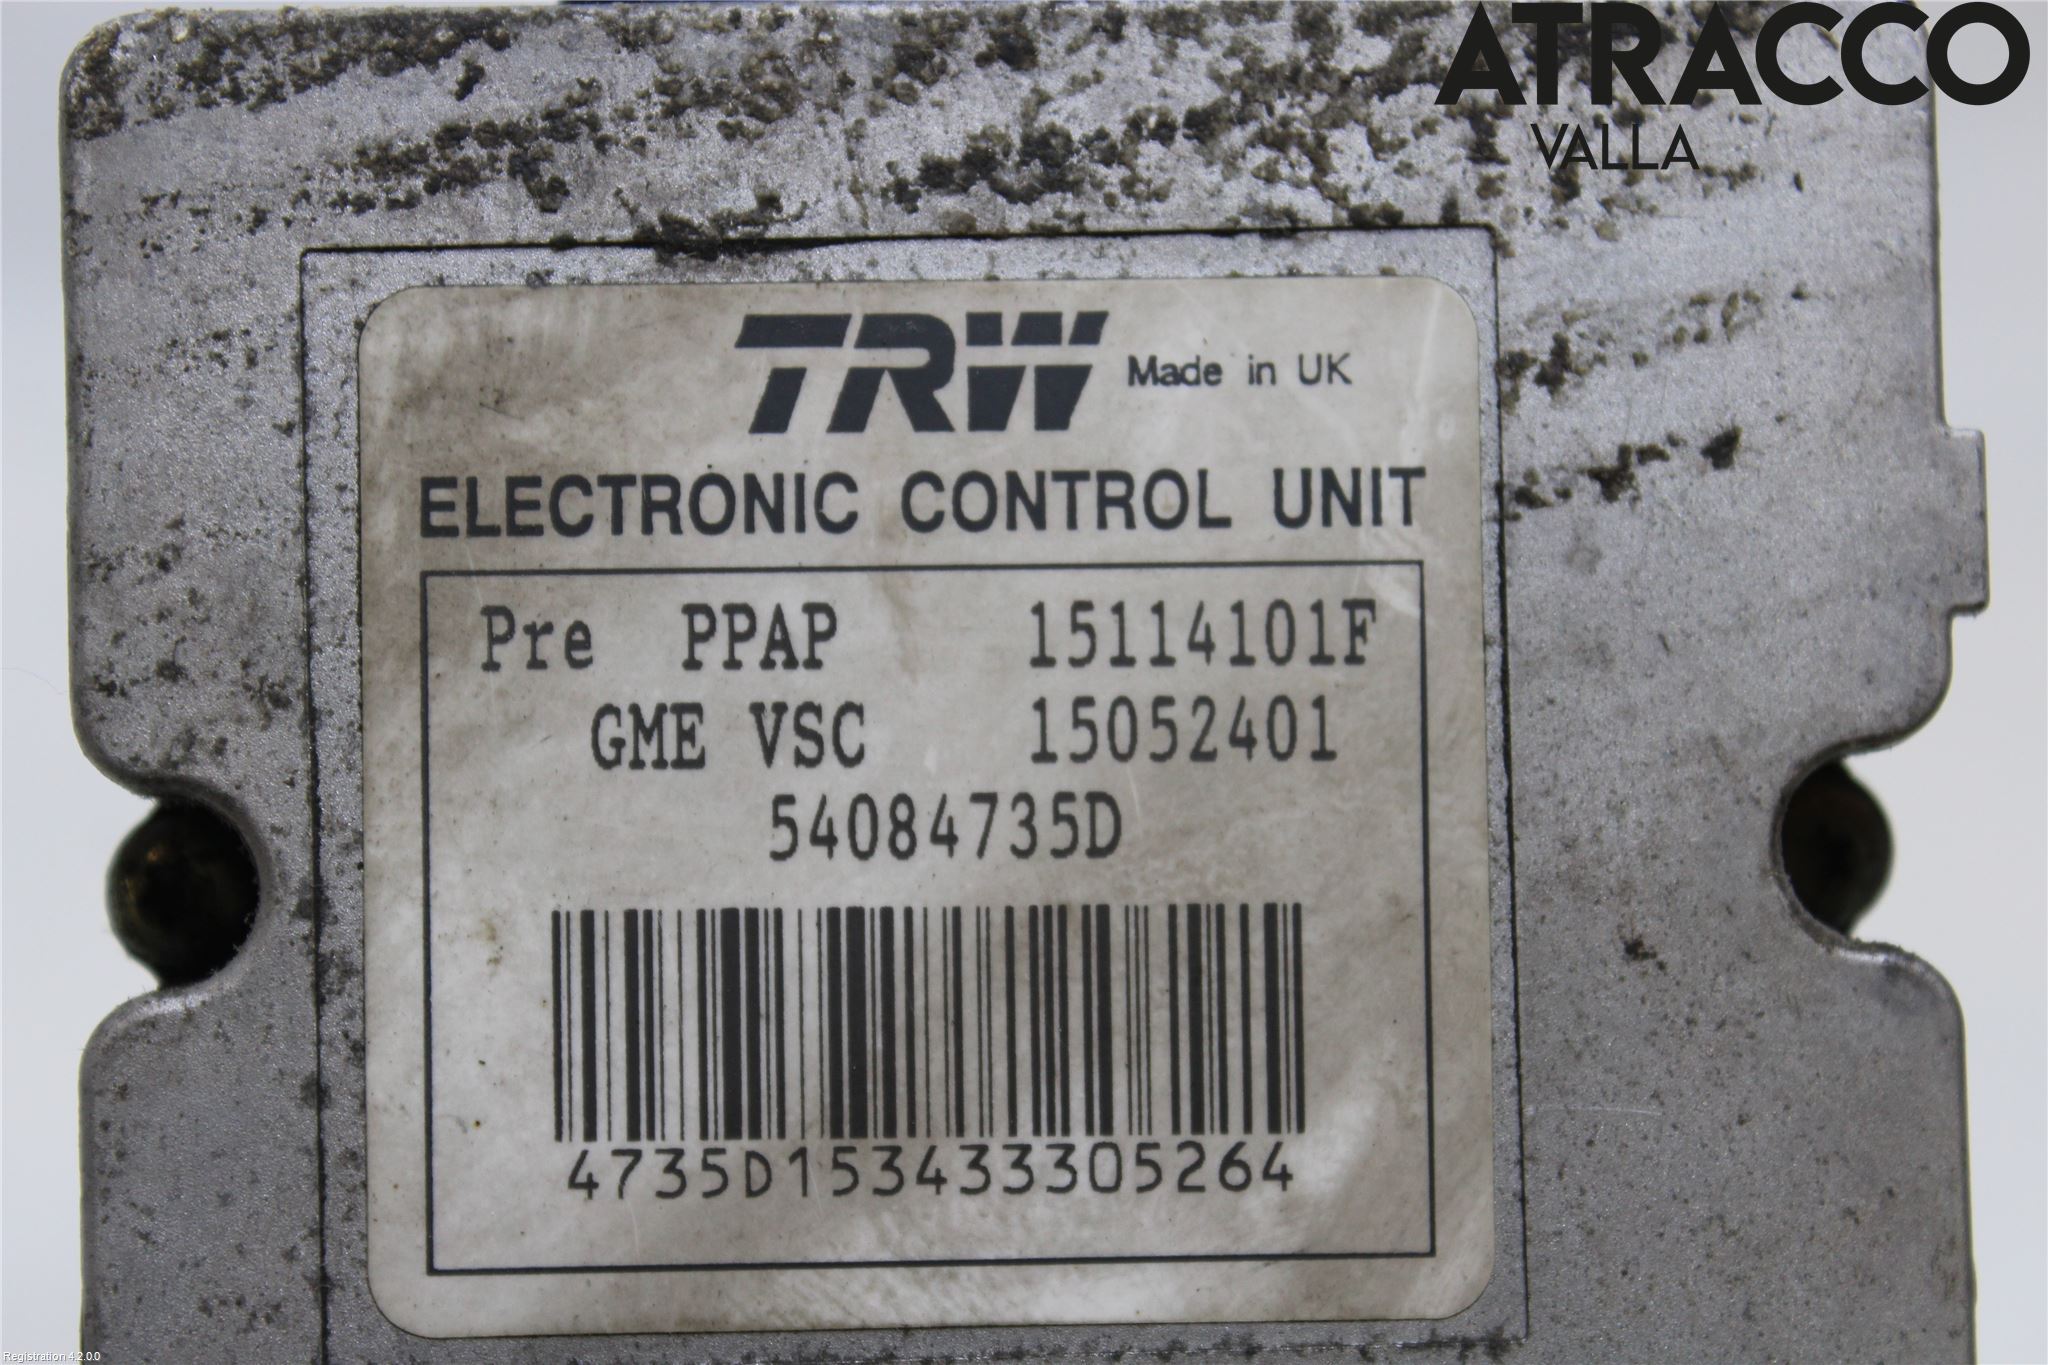 ATRACCO
VALLA
TRW Made in UK
ELECTRONIC CONTROL UNIT
Pre PPAP 15114101F
GME VSC 15052401
54084735D
4735D153433305264
Registration 4.2.0.0